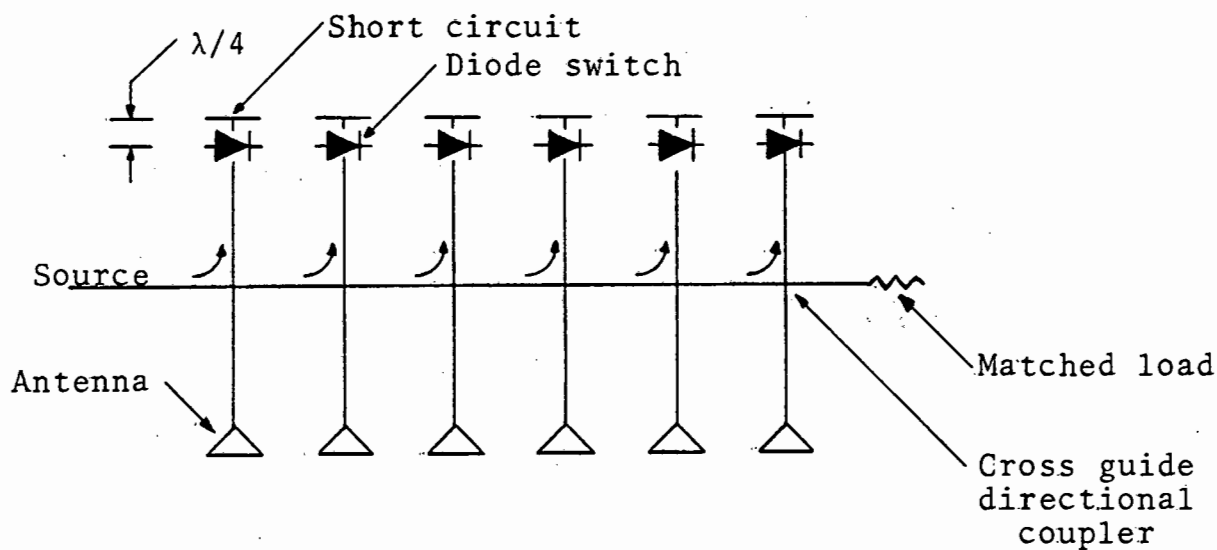 Short circuit
λ/4
Diode switch
Source
Matched load
Antenna
Cross guide
directional
coupler